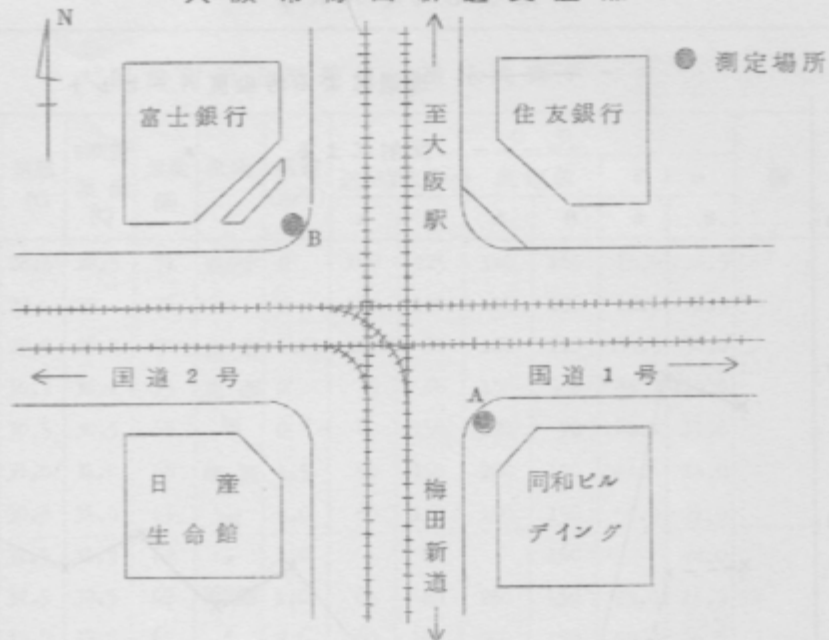 N
測定場所
富士銀行
至大阪駅
住友銀行
B
国道2号
国道1号
A
日産
生命館
梅田新道
同和ビル
デイング